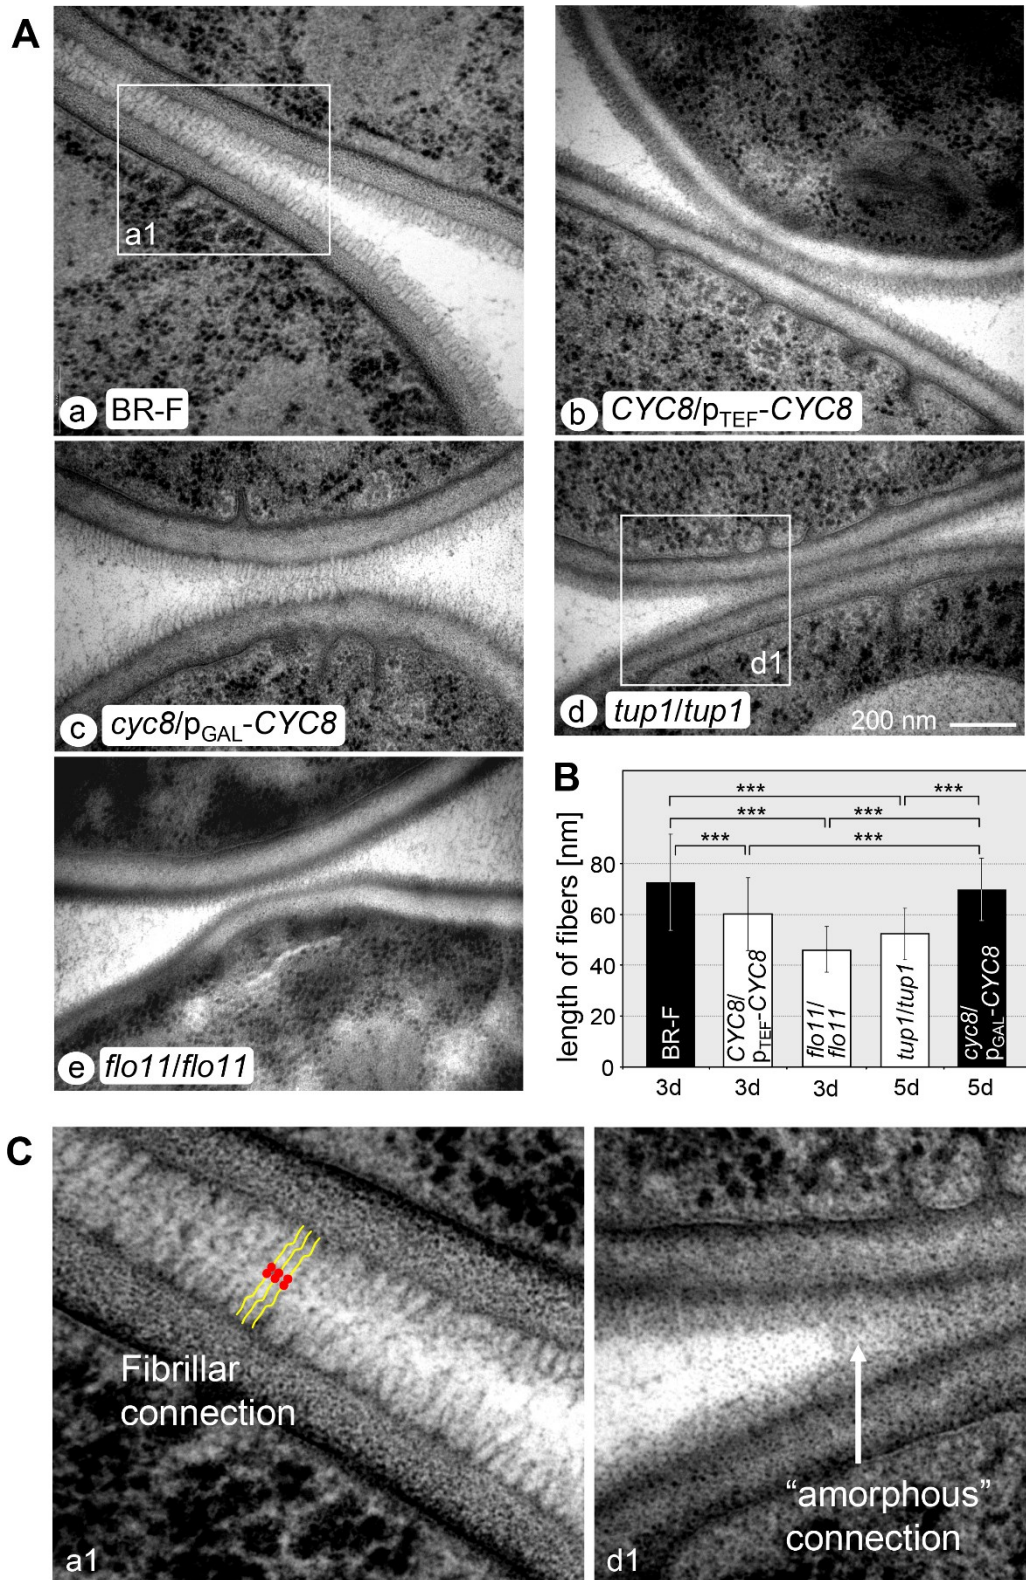 A
a1
a BR-F
b CYC8/pTEF-CYC8
c cyc8/pGAL-CYC8
d1
d tup1/tup1
200 nm
e flo11/flo11
B
length of fibers [nm]
80
60
40
20
0
*** ***
*** ***
*** ***
BR-F
CYC8/
pTEF-CYC8
flo11/
flo11
tup1/tup1
cyc8/
pGAL-CYC8
3d 3d 3d 5d 5d
C
Fibrillar
connection
a1
“amorphous”
connection
d1